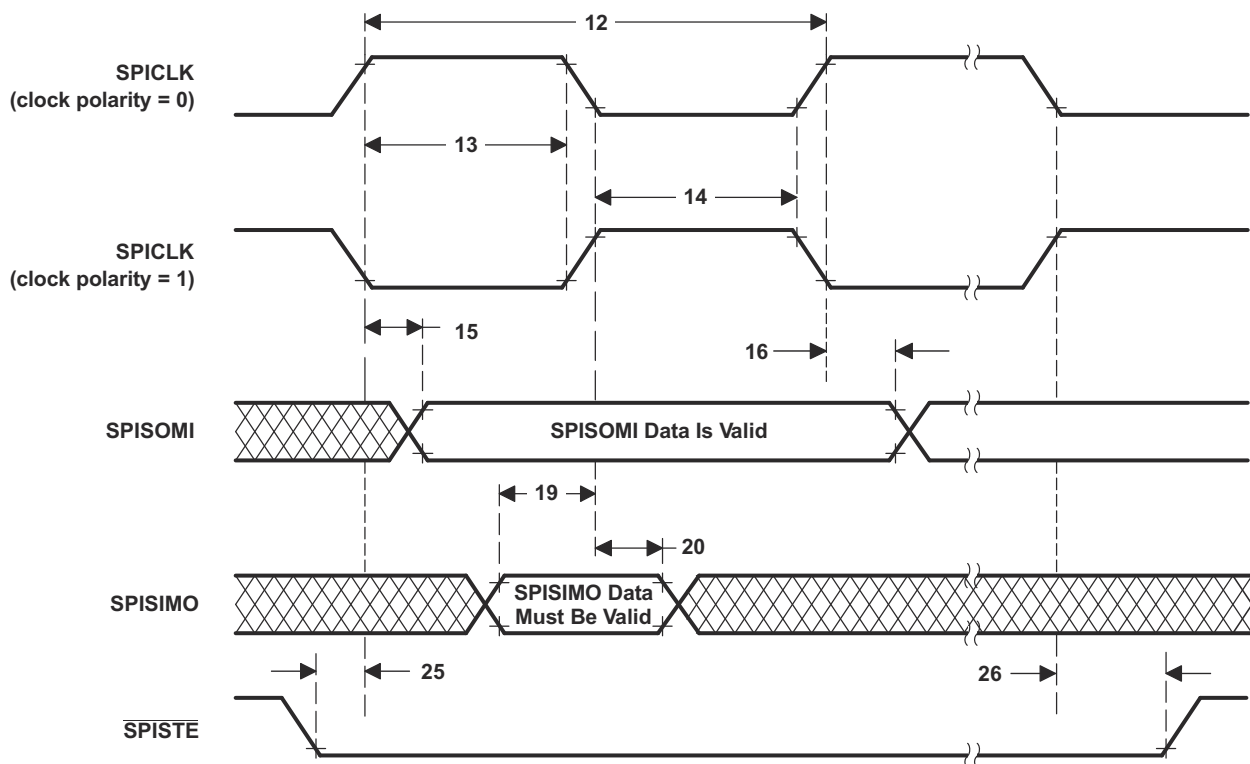 12
SPICLK
(clock polarity = 0)
13
14
SPICLK
(clock polarity = 1)
15
16
SPISOMI
SPISOMI Data Is Valid
19
20
SPISIMO
SPISIMO Data
Must Be Valid
25
26
SPISTE